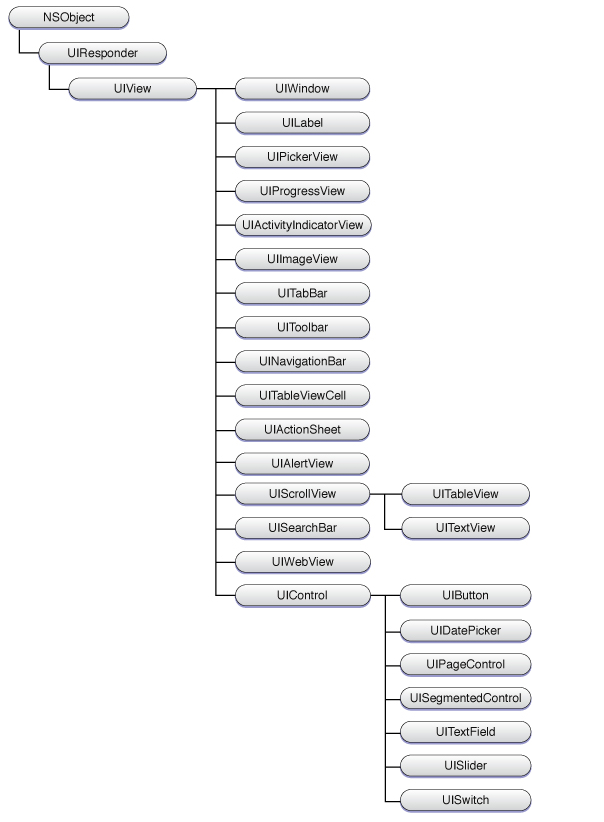 NSObject
UIResponder
UIView
UIWindow
UILabel
UIPickerView
UIProgressView
UIActivityIndicatorView
UIImageView
UITabBar
UIToolbar
UINavigationBar
UITableViewCell
UIActionSheet
UIAlertView
UIScrollView
UITableView
UITextView
UISearchBar
UIWebView
UIControl
UIButton
UIDatePicker
UIPageControl
UISegmentedControl
UITextField
UISlider
UISwitch